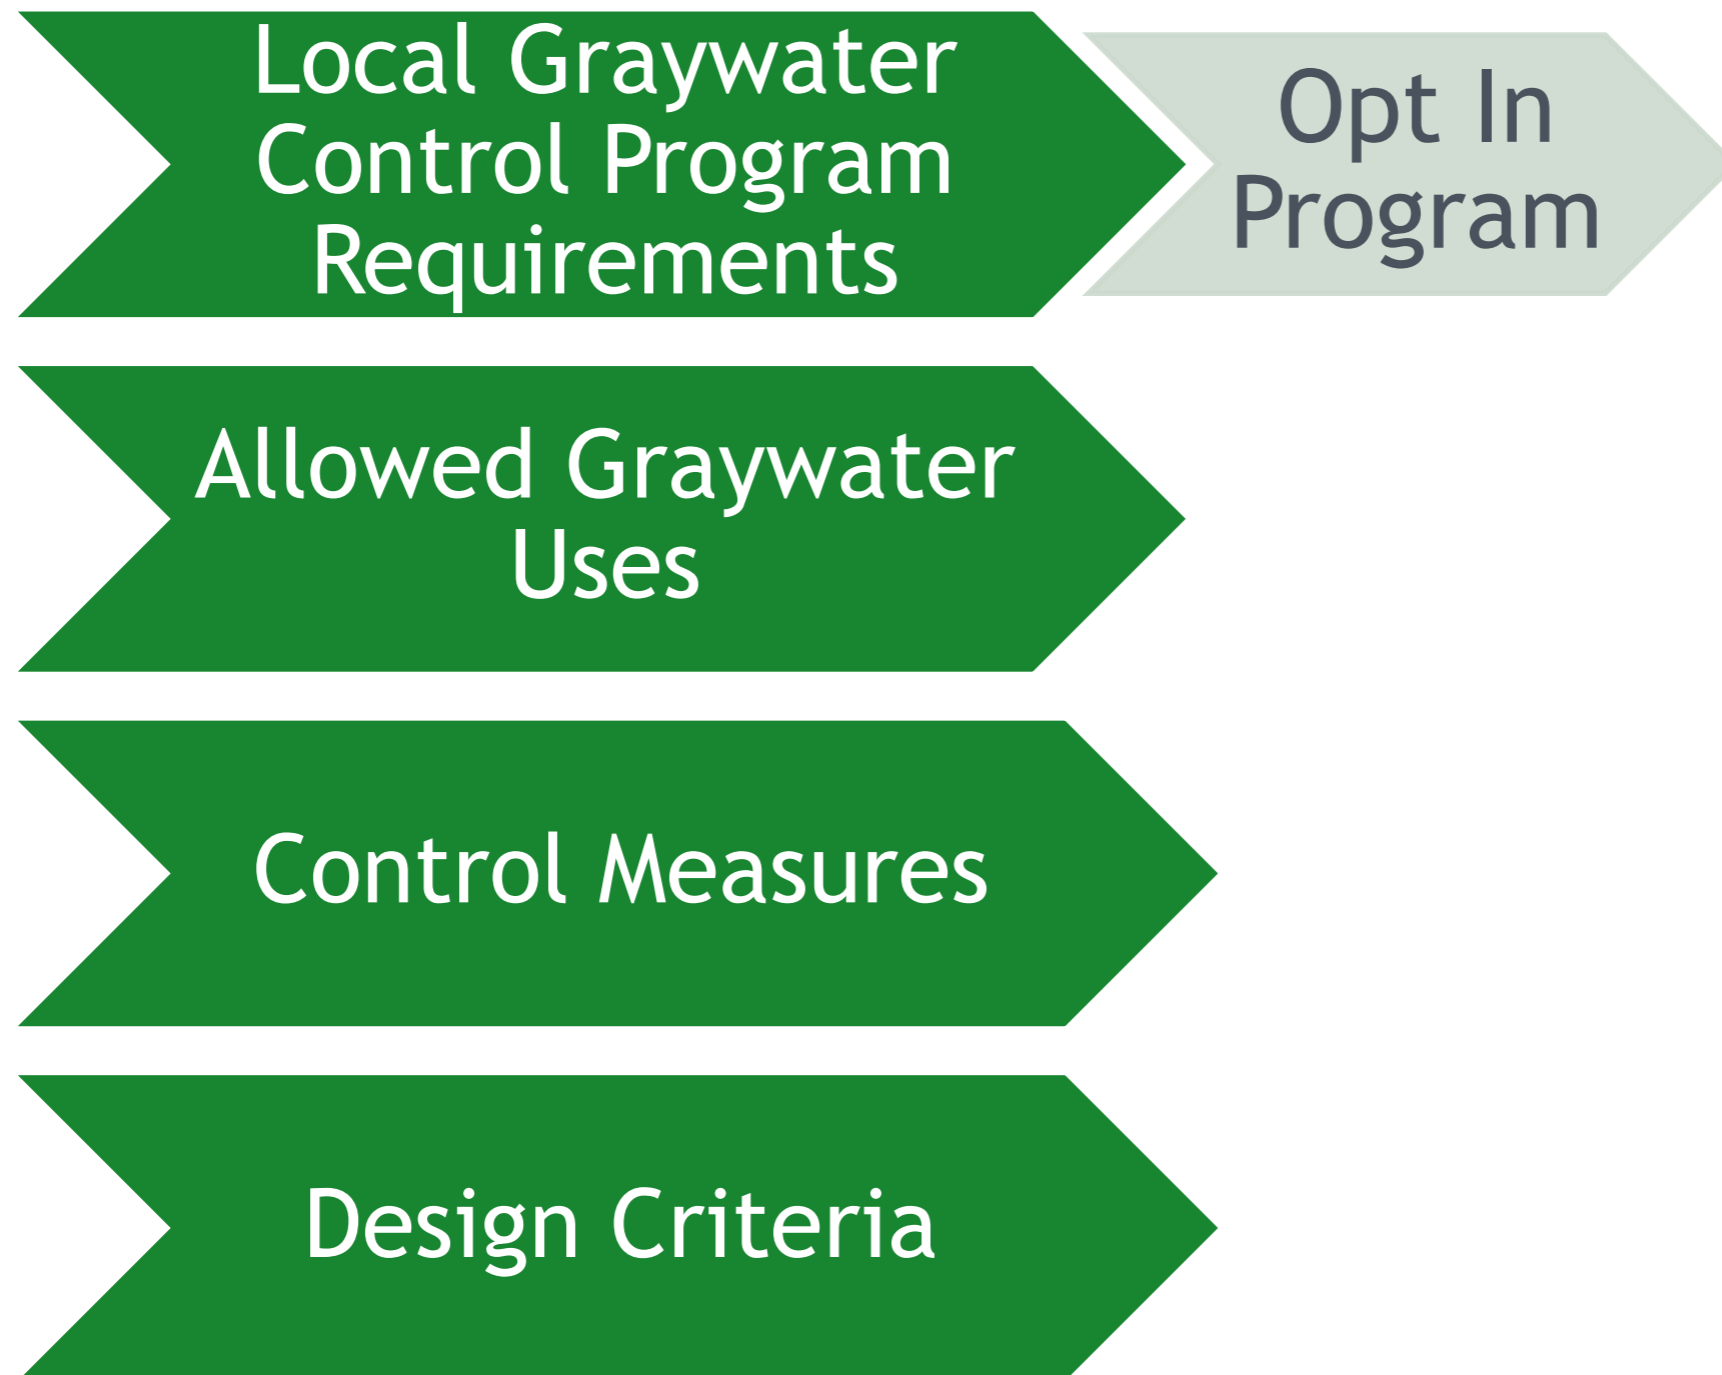 Local Graywater
Control Program
Requirements
Opt In
Program
Allowed Graywater
Uses
Control Measures
Design Criteria